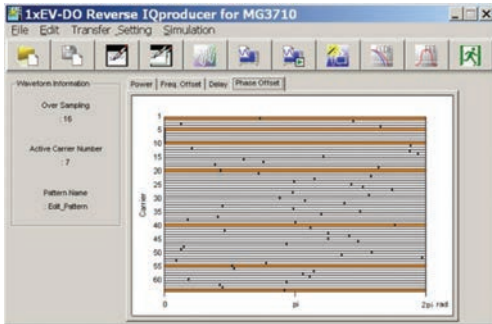 1xEV-DO Reverse IQproducer for MG3710
File Edit Transfer_Setting Simulation
Waveform Information
Power Freq. Offset Delay Phase Offset
Over Sampling
: 16
Active Carrier Number
: 7
Pattern Name
: Edit_Pattern
Carrier
1
5
10
15
20
25
30
35
40
45
50
55
60
0 pi 2pi rad